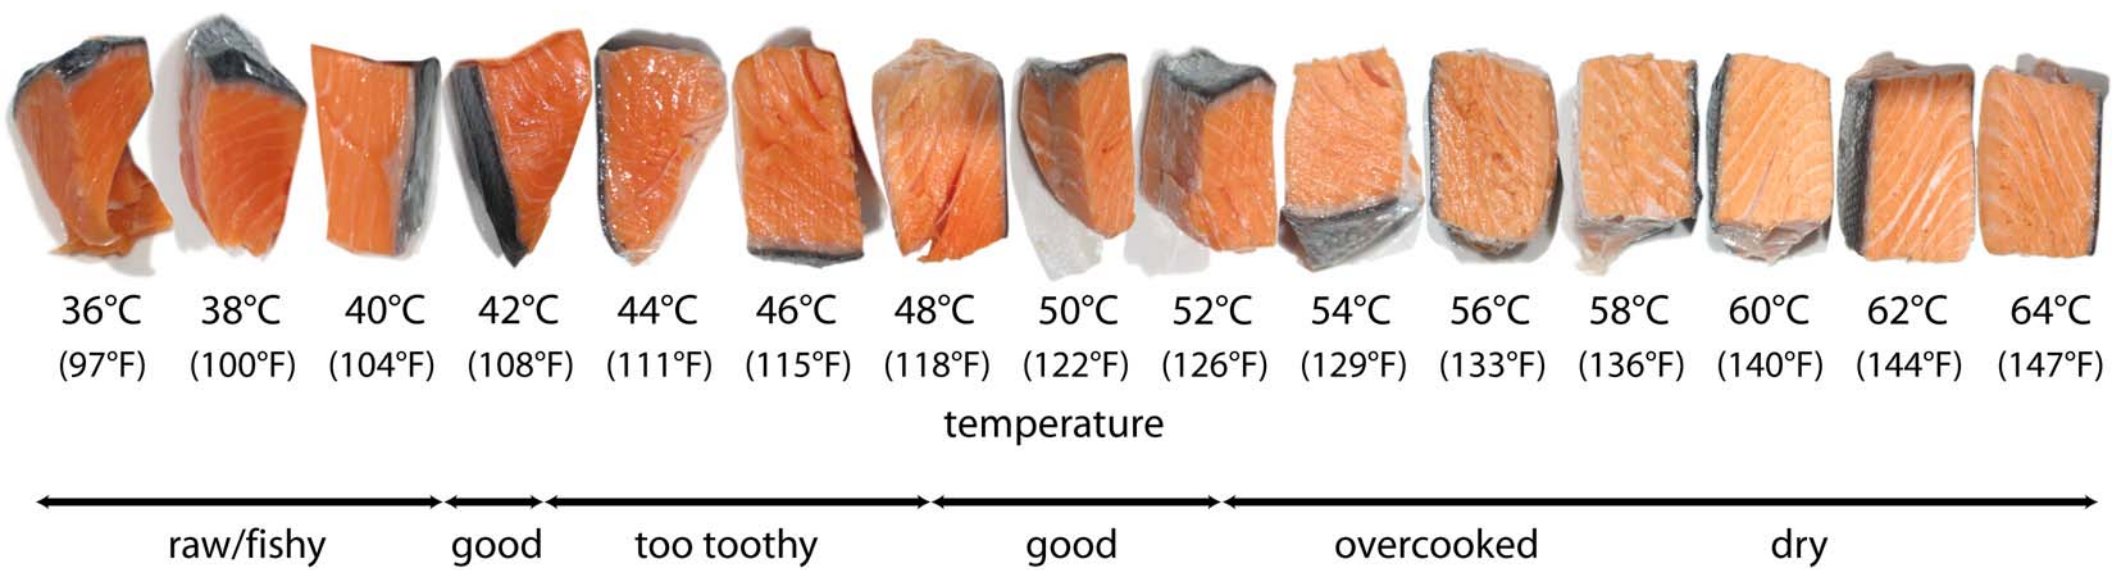 36°C 38°C 40°C 42°C 44°C 46°C 48°C 50°C 52°C 54°C 56°C 58°C 60°C 62°C 64°C
(97°F) (100°F) (104°F) (108°F) (111°F) (115°F) (118°F) (122°F) (126°F) (129°F) (133°F) (136°F) (140°F) (144°F) (147°F)
temperature
raw/fishy good too toothy good overcooked dry